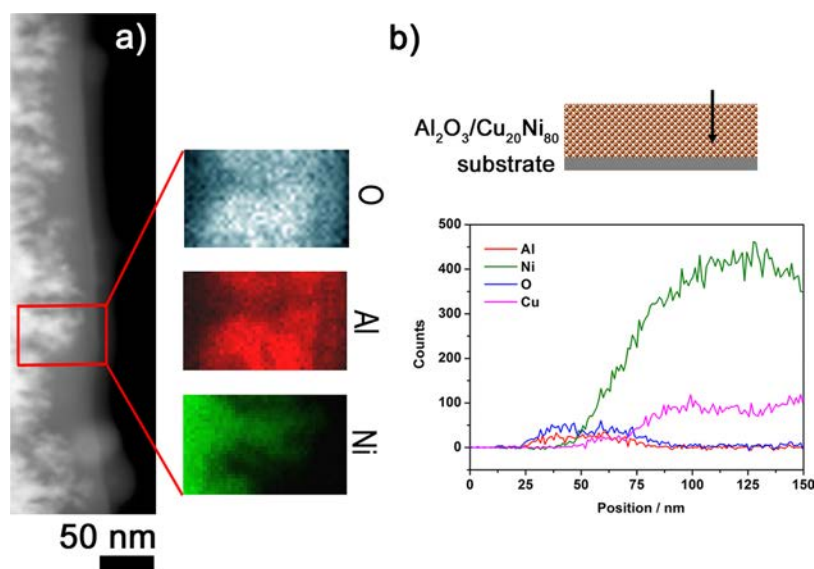 a)
O
Al
Ni
50 nm
b)
Al₂O₃/Cu₂₀Ni₈₀
substrate
500
400
300
200
100
0
Counts
Al
Ni
O
Cu
0 25 50 75 100 125 150
Position / nm